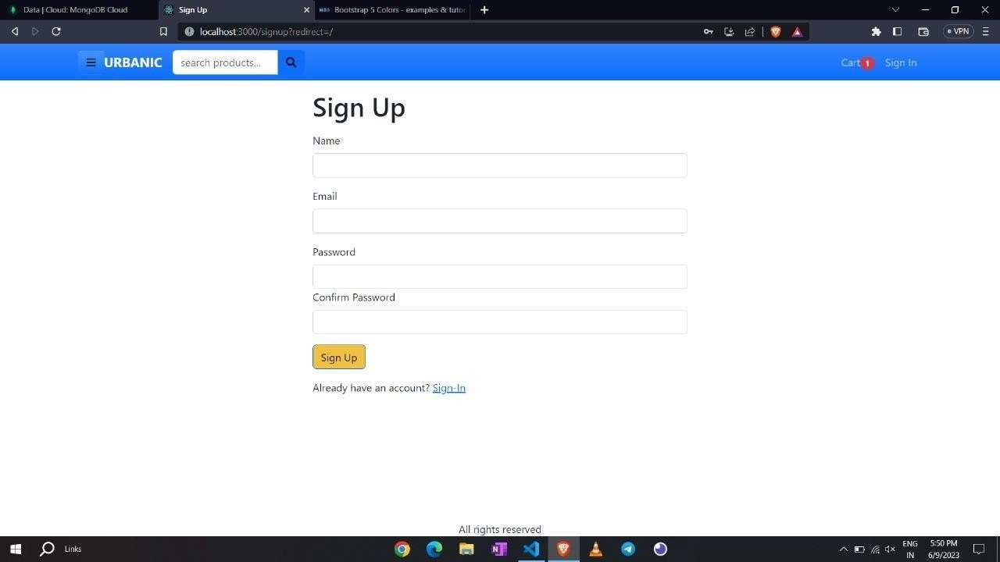 Data | Cloud: MongoDB Cloud
Sign Up
Bootstrap 5 Colors - examples & tutor
localhost:3000/signup?redirect=/
VPN
URBANIC
search products...
Cart 1
Sign In
Sign Up
Name
Email
Password
Confirm Password
Sign Up
Already have an account? Sign-In
All rights reserved
Links
ENG
IN
5:50 PM
6/9/2023